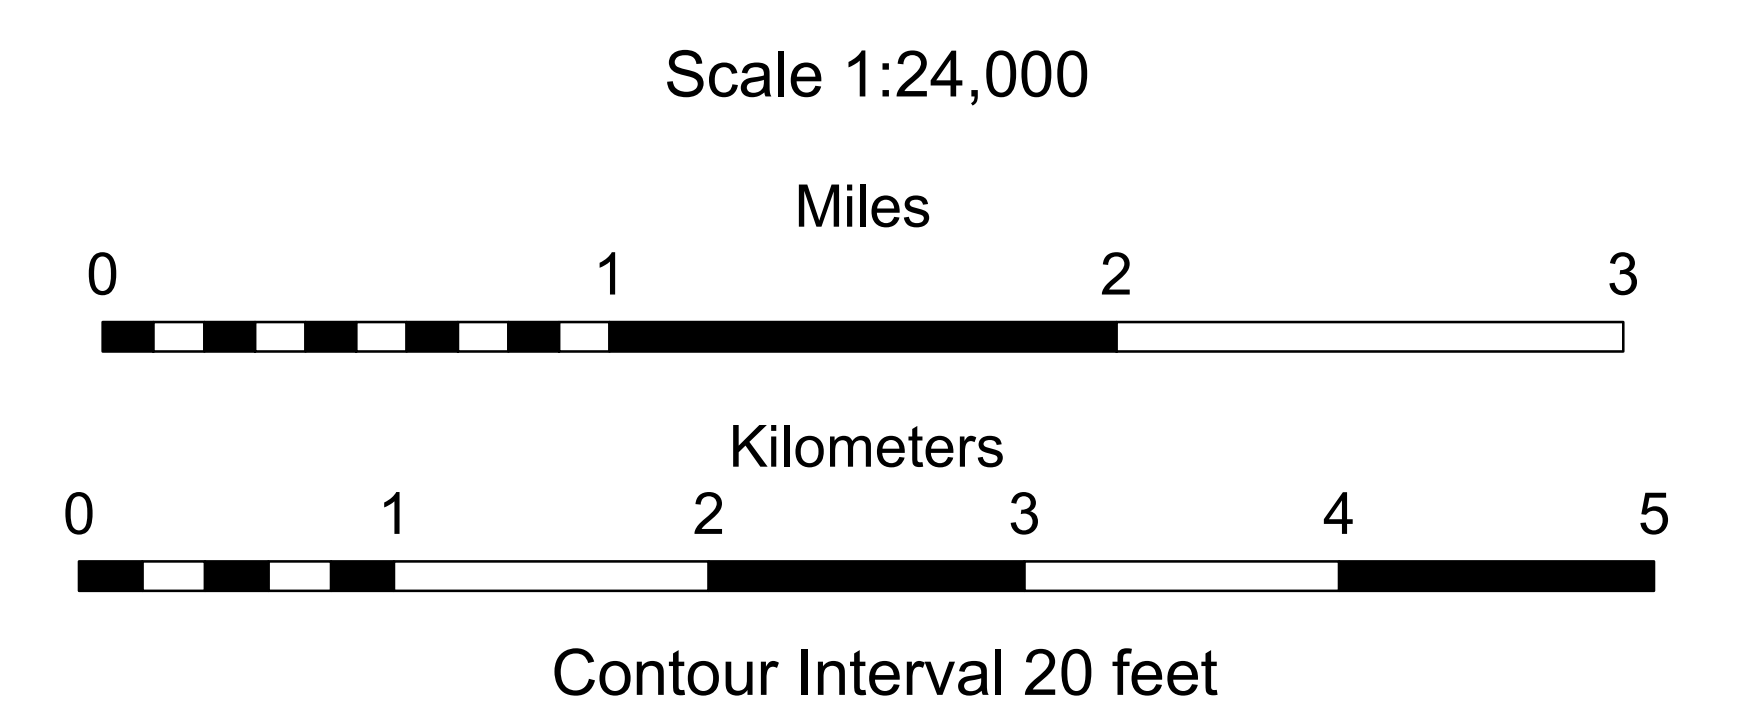 Scale 1:24,000
Miles
0 1 2 3
Kilometers
0 1 2 3 4 5
Contour Interval 20 feet